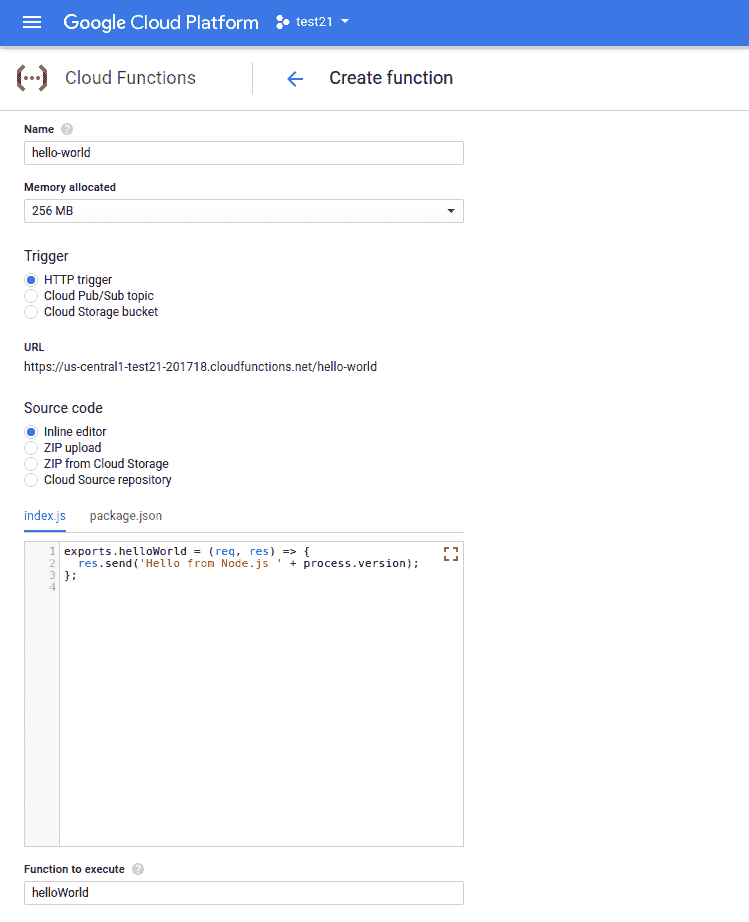 Google Cloud Platform test21
Cloud Functions Create function
Name ?
hello-world
Memory allocated
256 MB
Trigger
HTTP trigger
Cloud Pub/Sub topic
Cloud Storage bucket
URL
https://us-central1-test21-201718.cloudfunctions.net/hello-world
Source code
Inline editor
ZIP upload
ZIP from Cloud Storage
Cloud Source repository
index.js package.json
1 exports.helloWorld = (req, res) => {
2   res.send('Hello from Node.js ' + process.version);
3 };
4
Function to execute ?
helloWorld